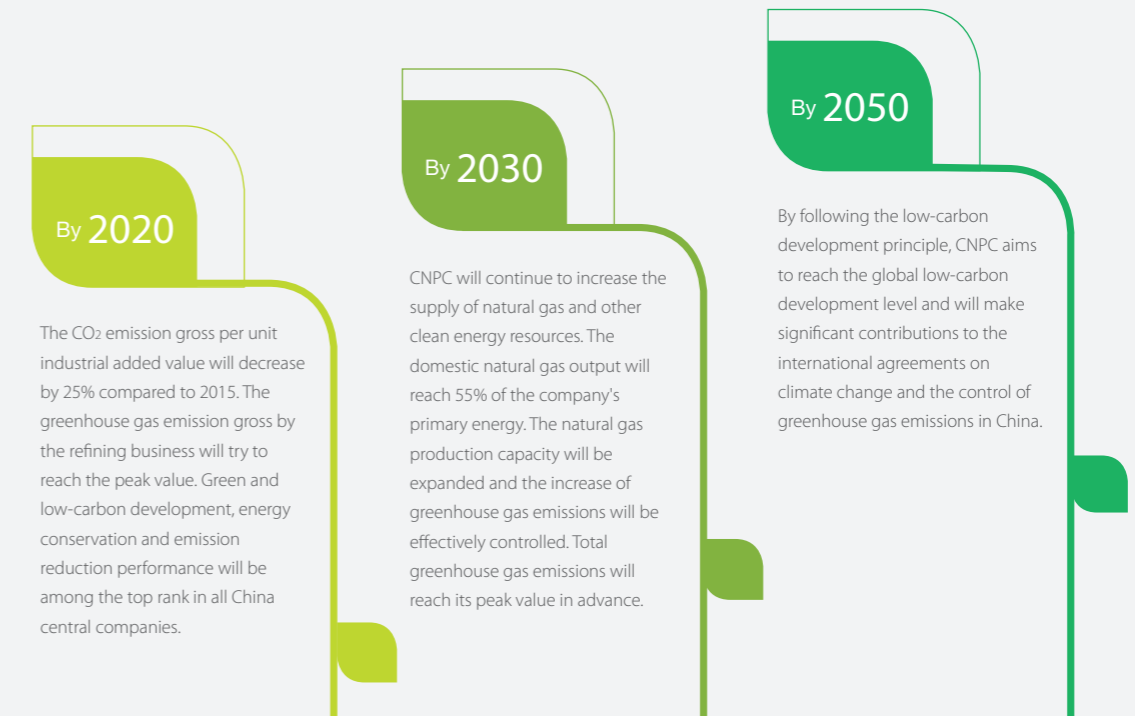 By 2020
The CO2 emission gross per unit
industrial added value will decrease
by 25% compared to 2015. The
greenhouse gas emission gross by
the refining business will try to
reach the peak value. Green and
low-carbon development, energy
conservation and emission
reduction performance will be
among the top rank in all China
central companies.
By 2030
CNPC will continue to increase the
supply of natural gas and other
clean energy resources. The
domestic natural gas output will
reach 55% of the company's
primary energy. The natural gas
production capacity will be
expanded and the increase of
greenhouse gas emissions will be
effectively controlled. Total
greenhouse gas emissions will
reach its peak value in advance.
By 2050
By following the low-carbon
development principle, CNPC aims
to reach the global low-carbon
development level and will make
significant contributions to the
international agreements on
climate change and the control of
greenhouse gas emissions in China.